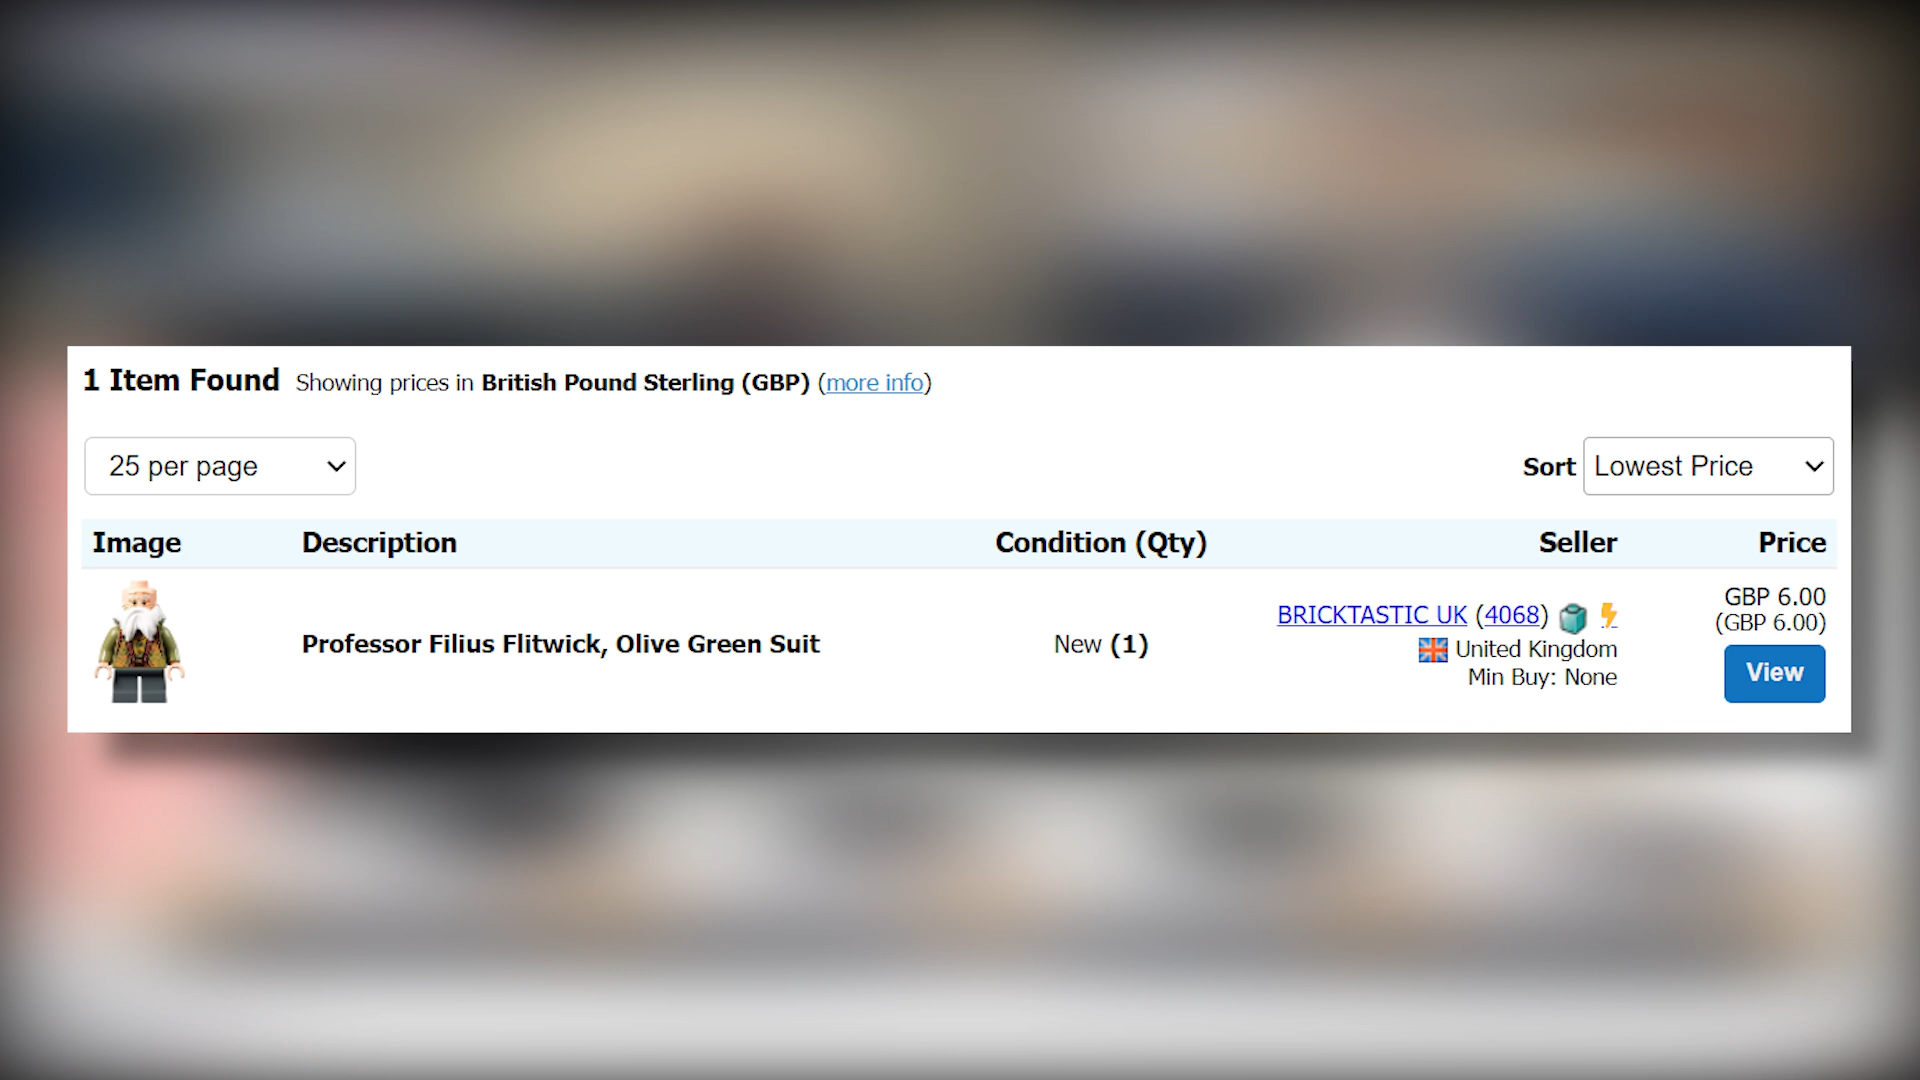 1 Item Found Showing prices in British Pound Sterling (GBP) (more info)
25 per page
Sort Lowest Price
Image Description Condition (Qty) Seller Price
Professor Filius Flitwick, Olive Green Suit
New (1)
BRICKTASTIC UK (4068)
United Kingdom
Min Buy: None
GBP 6.00
(GBP 6.00)
View